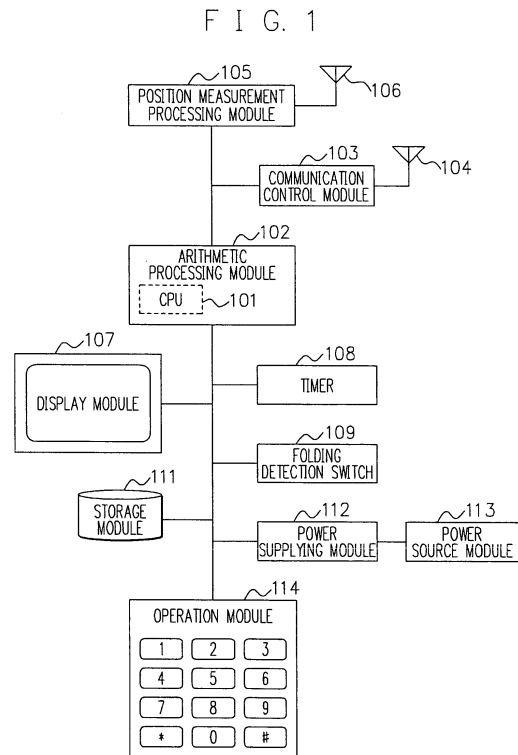 FIG. 1
105
POSITION MEASUREMENT
PROCESSING MODULE
106
103
COMMUNICATION
CONTROL MODULE
104
102
ARITHMETIC
PROCESSING MODULE
CPU
101
107
DISPLAY MODULE
108
TIMER
109
FOLDING
DETECTION SWITCH
111
STORAGE
MODULE
112
POWER
SUPPLYING MODULE
113
POWER
SOURCE MODULE
114
OPERATION MODULE
1 2 3
4 5 6
7 8 9
* 0 #